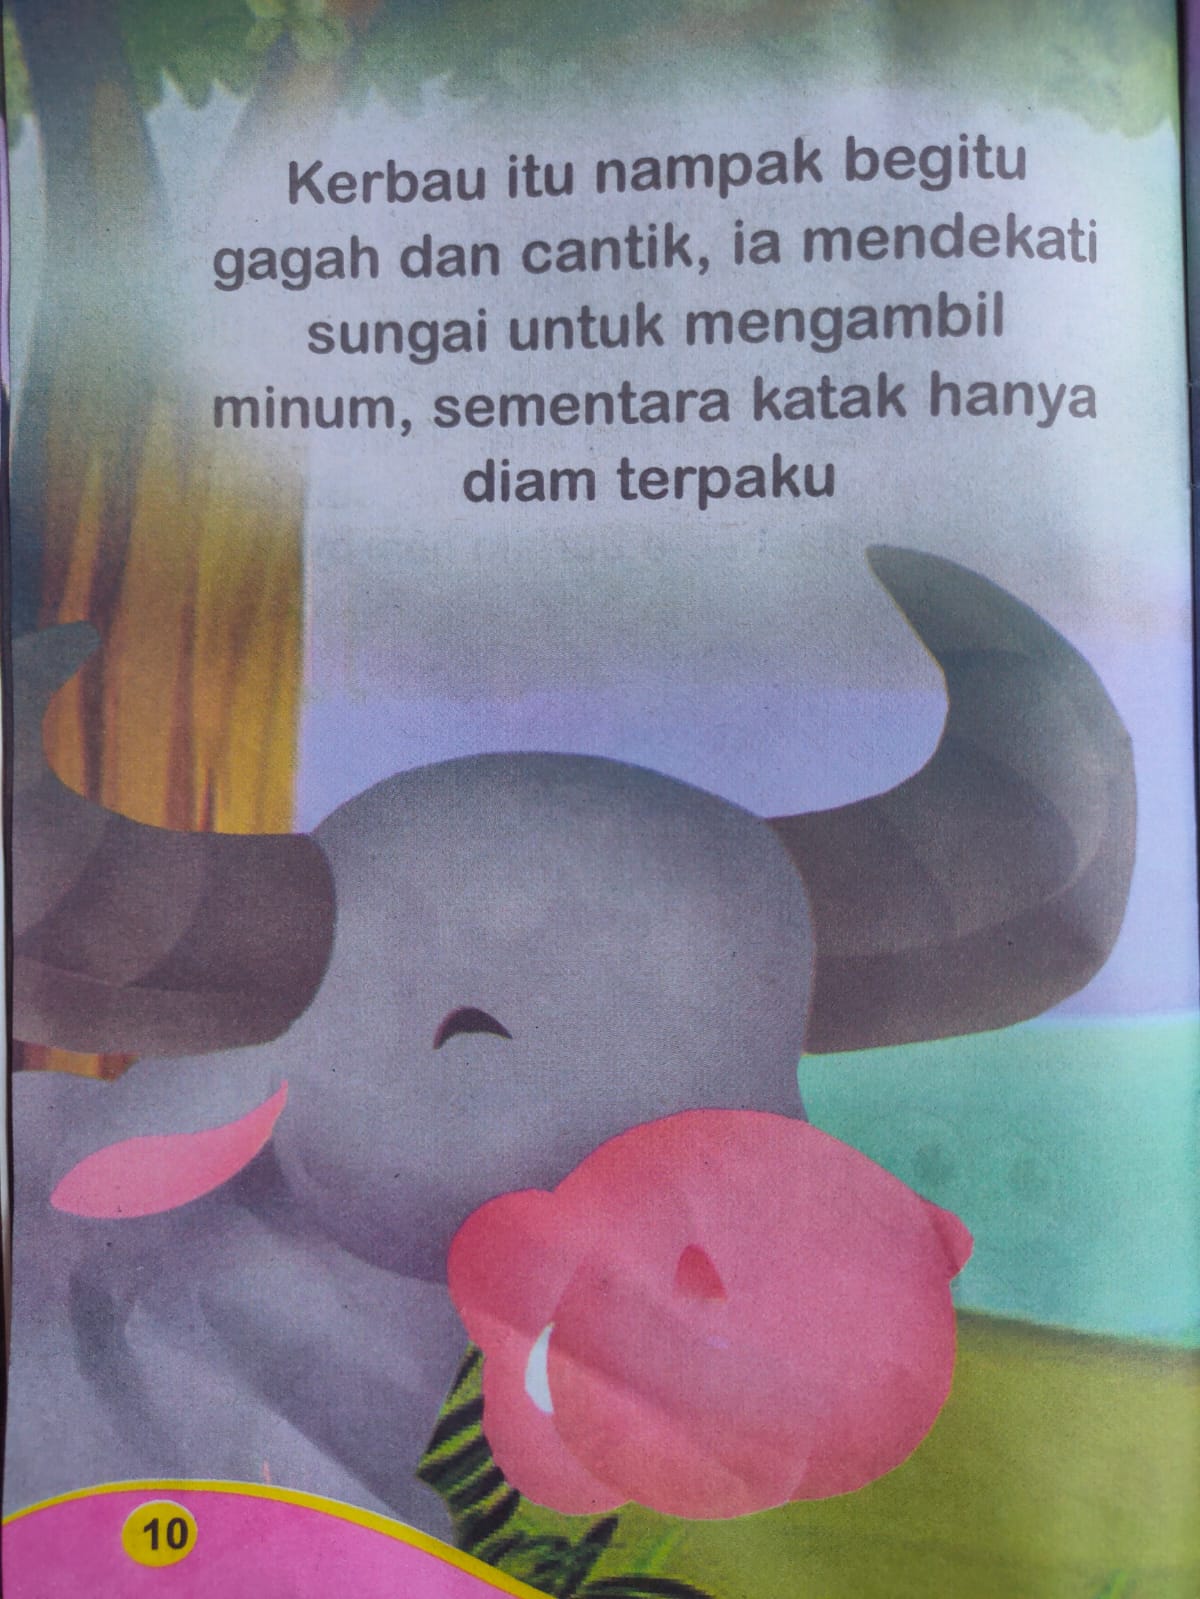 Kerbau itu nampak begitu
gagah dan cantik, ia mendekati
sungai untuk mengambil
minum, sementara katak hanya
diam terpaku
10